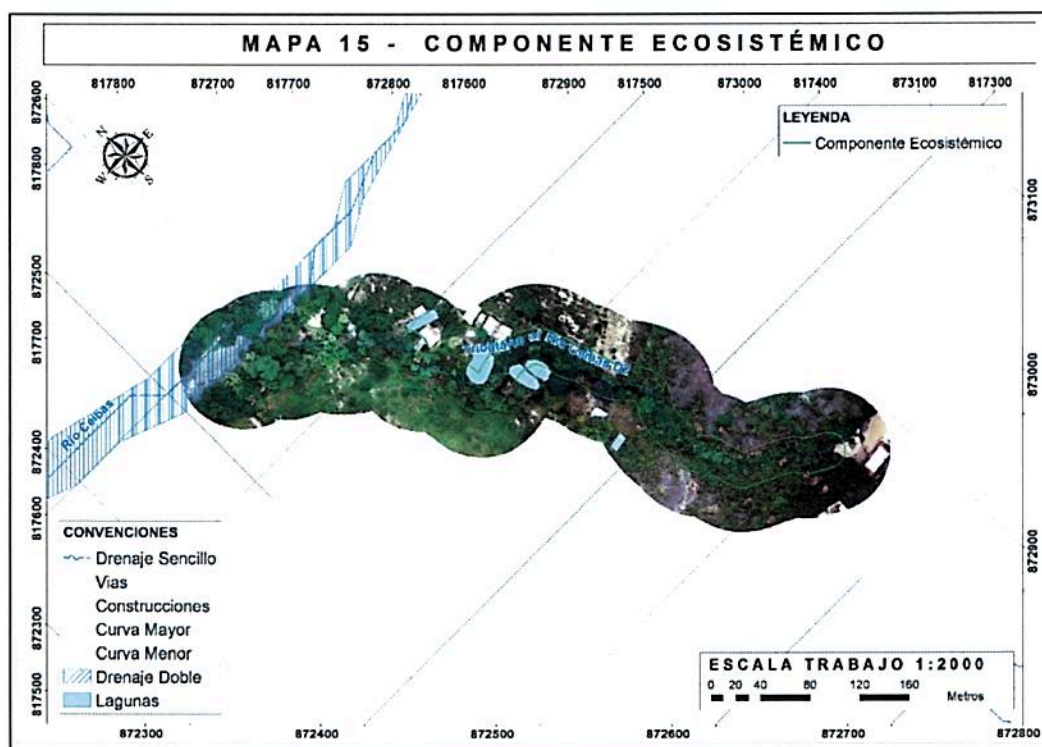 MAPA 15 - COMPONENTE ECOSISTÉMICO
817800 872700 817700 872800 817600 872900 817500 873000 817400 873100 817300
872600
817800
872500
817700
872400
817600
872300
817500
LEYENDA
Componente Ecosistémico
N E
W S
873100
873000
872900
Río Ceibas
CONVENCIONES
Drenaje Sencillo
Vias
Construcciones
Curva Mayor
Curva Menor
Drenaje Doble
Lagunas
ESCALA TRABAJO 1:2000
0 20 40 80 120 160
Metros
872300 872400 872500 872600 872700 872800